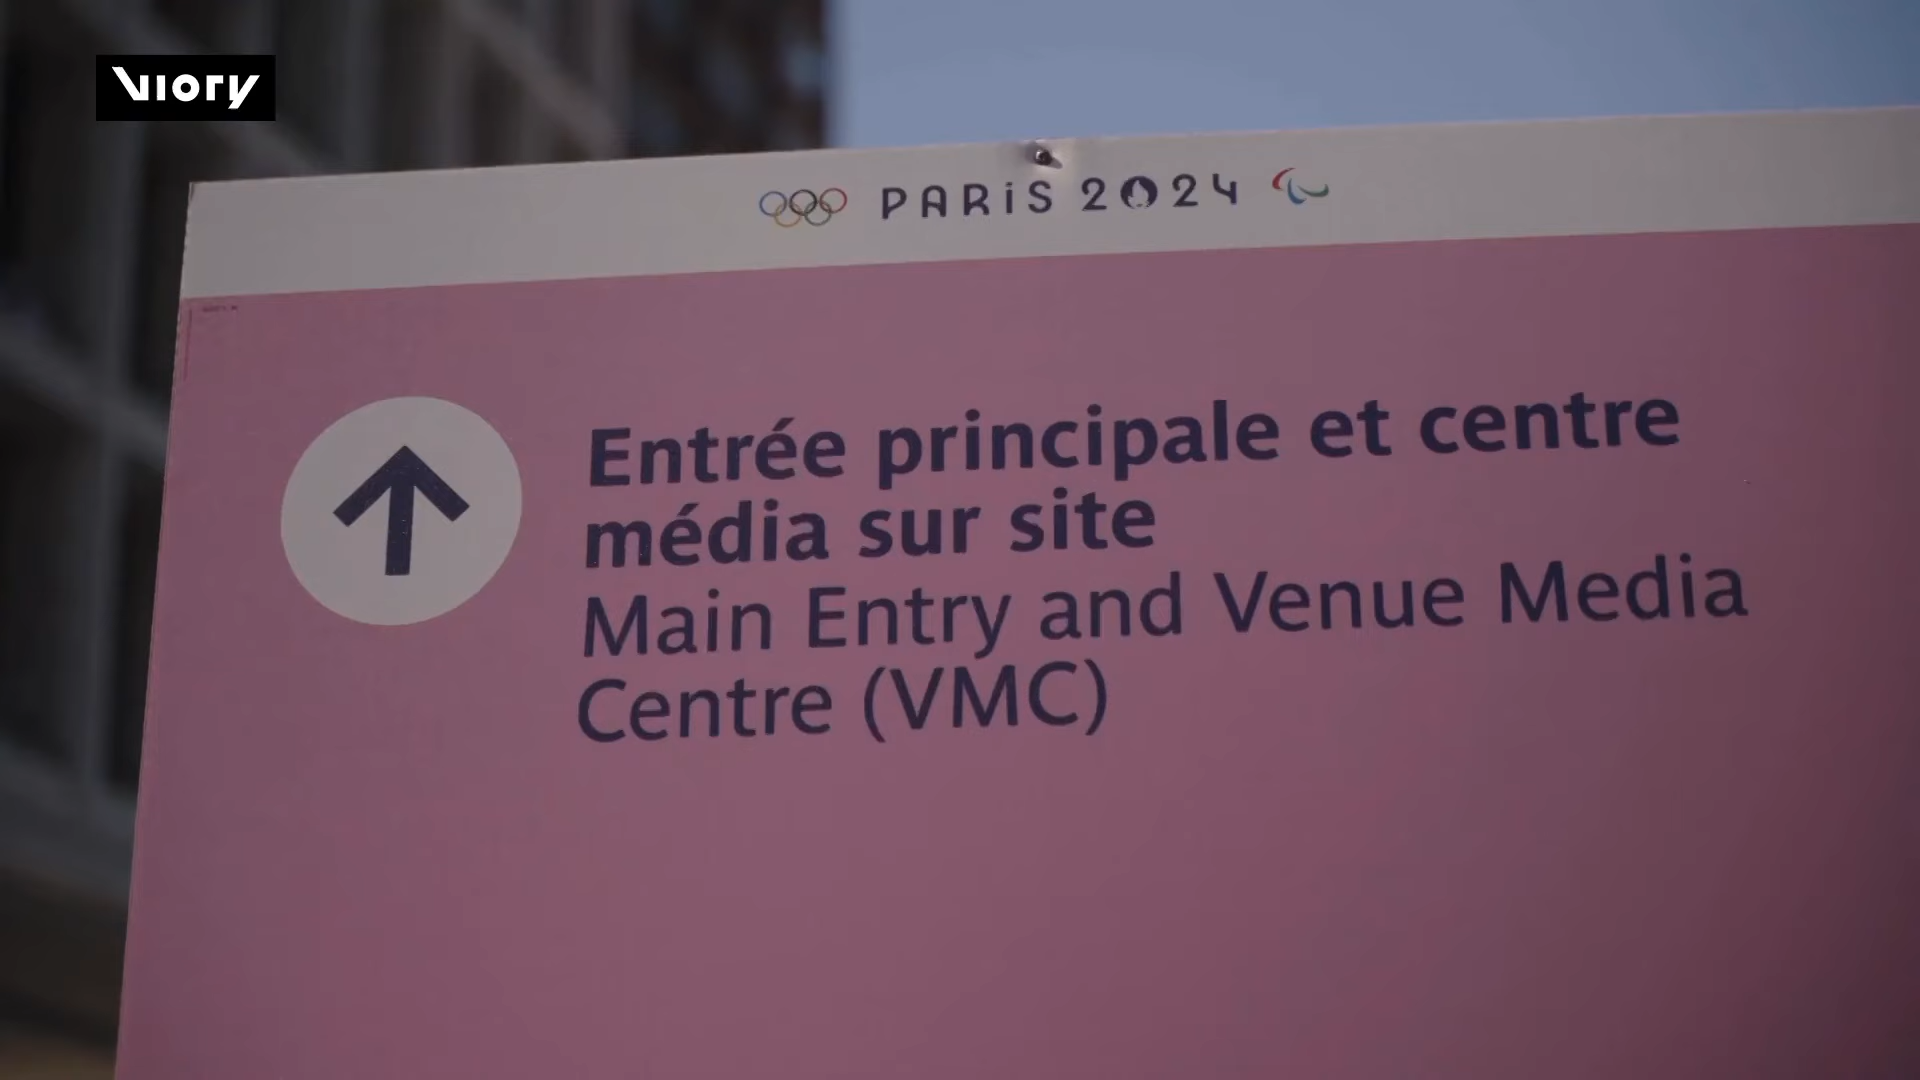 VIORY
PARiS 2024
Entrée principale et centre
média sur site
Main Entry and Venue Media
Centre (VMC)